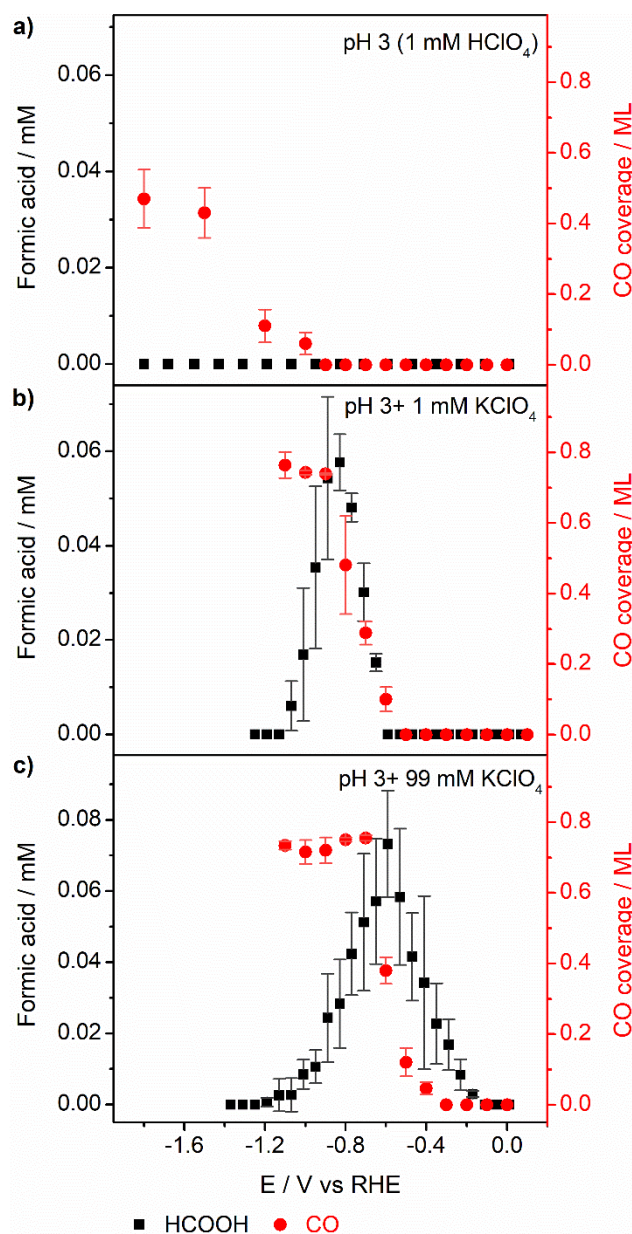 a)
pH 3 (1 mM HClO4)
Formic acid / mM
0.06
0.04
0.02
0.00
CO coverage / ML
0.8
0.6
0.4
0.2
0.0
b)
pH 3+ 1 mM KClO4
Formic acid / mM
0.06
0.04
0.02
0.00
CO coverage / ML
0.8
0.6
0.4
0.2
0.0
c)
pH 3+ 99 mM KClO4
Formic acid / mM
0.08
0.06
0.04
0.02
0.00
CO coverage / ML
0.8
0.6
0.4
0.2
0.0
-1.6 -1.2 -0.8 -0.4 0.0
E / V vs RHE
HCOOH CO